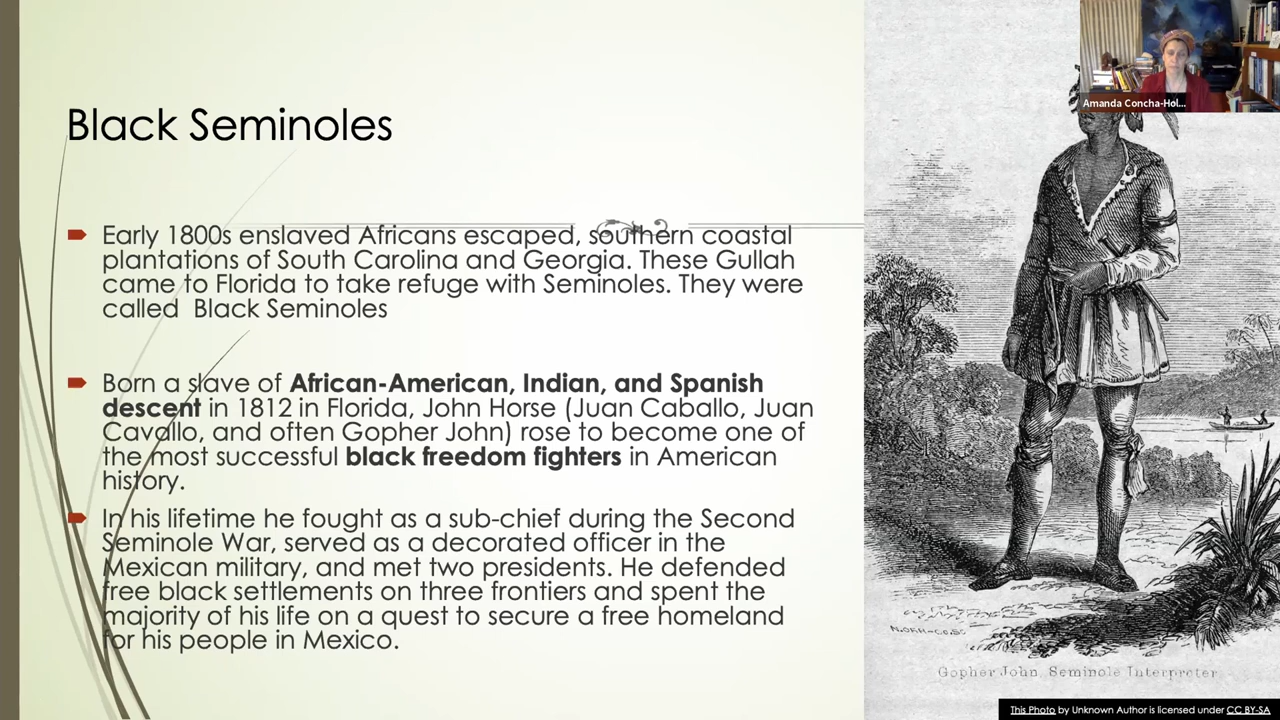 Black Seminoles
Early 1800s enslaved Africans escaped, southern coastal
plantations of South Carolina and Georgia. These Gullah
came to Florida to take refuge with Seminoles. They were
called  Black Seminoles
Born a slave of African-American, Indian, and Spanish
descent in 1812 in Florida, John Horse (Juan Caballo, Juan
Cavallo, and often Gopher John) rose to become one of
the most successful black freedom fighters in American
history.
In his lifetime he fought as a sub-chief during the Second
Seminole War, served as a decorated officer in the
Mexican military, and met two presidents. He defended
free black settlements on three frontiers and spent the
majority of his life on a quest to secure a free homeland
for his people in Mexico.
Amanda Concha-Hol...
Gopher John, Seminole Interpreter
This Photo by Unknown Author is licensed under CC BY-SA